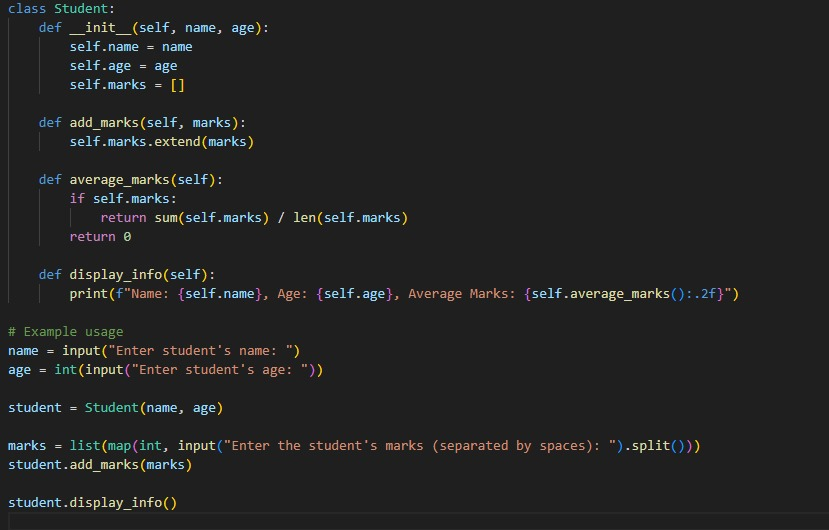 class Student:
    def __init__(self, name, age):
        self.name = name
        self.age = age
        self.marks = []

    def add_marks(self, marks):
        self.marks.extend(marks)

    def average_marks(self):
        if self.marks:
            return sum(self.marks) / len(self.marks)
        return 0

    def display_info(self):
        print(f"Name: {self.name}, Age: {self.age}, Average Marks: {self.average_marks():.2f}")

# Example usage
name = input("Enter student's name: ")
age = int(input("Enter student's age: "))

student = Student(name, age)

marks = list(map(int, input("Enter the student's marks (separated by spaces): ").split()))
student.add_marks(marks)

student.display_info()